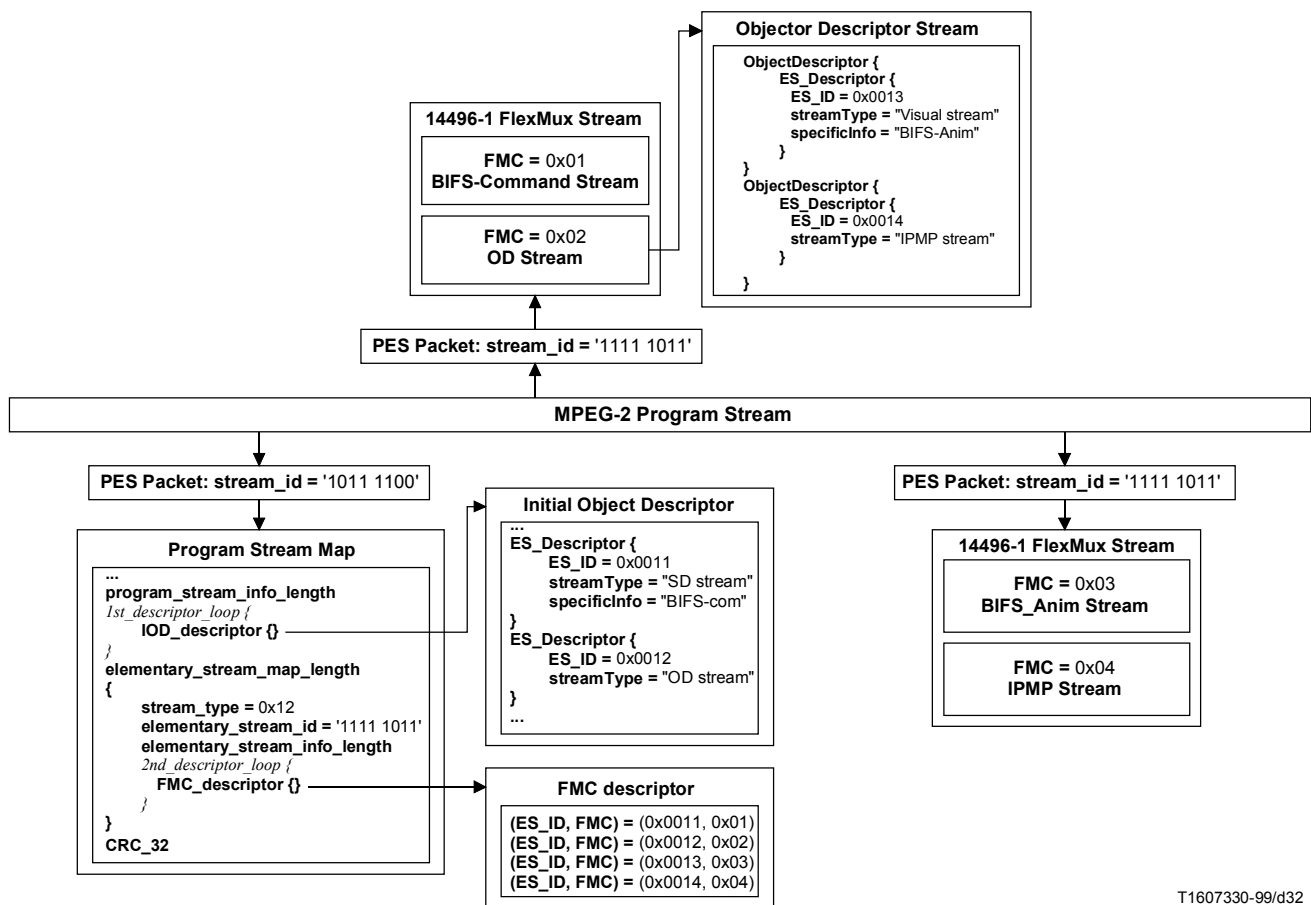 Objector Descriptor Stream
ObjectDescriptor {
ES_Descriptor {
ES_ID = 0x0013
streamType = "Visual stream"
specificInfo = "BIFS-Anim"
}
}
ObjectDescriptor {
ES_Descriptor {
ES_ID = 0x0014
streamType = "IPMP stream"
}
}
14496-1 FlexMux Stream
FMC = 0x01
BIFS-Command Stream
FMC = 0x02
OD Stream
PES Packet: stream_id = '1111 1011'
MPEG-2 Program Stream
PES Packet: stream_id = '1011 1100'
Program Stream Map
...
program_stream_info_length
1st_descriptor_loop {
IOD_descriptor {}
}
elementary_stream_map_length
{
stream_type = 0x12
elementary_stream_id = '1111 1011'
elementary_stream_info_length
2nd_descriptor_loop {
FMC_descriptor {}
}
}
CRC_32
Initial Object Descriptor
...
ES_Descriptor {
ES_ID = 0x0011
streamType = "SD stream"
specificInfo = "BIFS-com"
}
ES_Descriptor {
ES_ID = 0x0012
streamType = "OD stream"
}
...
FMC descriptor
(ES_ID, FMC) = (0x0011, 0x01)
(ES_ID, FMC) = (0x0012, 0x02)
(ES_ID, FMC) = (0x0013, 0x03)
(ES_ID, FMC) = (0x0014, 0x04)
PES Packet: stream_id = '1111 1011'
14496-1 FlexMux Stream
FMC = 0x03
BIFS_Anim Stream
FMC = 0x04
IPMP Stream
T1607330-99/d32